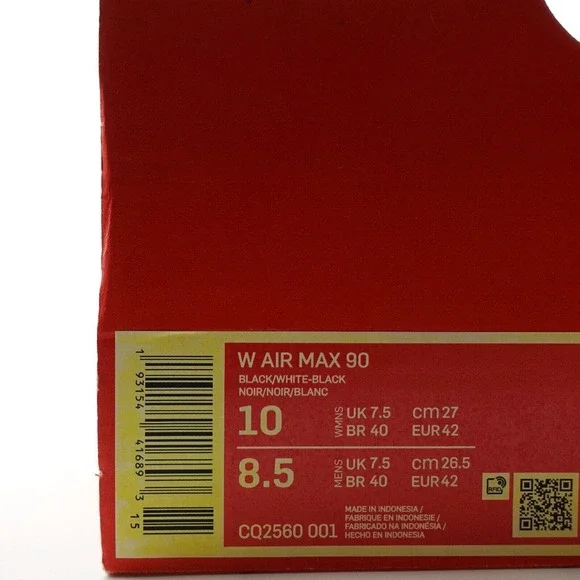 W AIR MAX 90
BLACK/WHITE-BLACK
NOIR/NOIR/BLANC
10 WMNS UK 7.5 cm 27
BR 40 EUR 42
8.5 MENS UK 7.5 cm 26.5
BR 40 EUR 42
CQ2560 001
MADE IN INDONESIA /
FABRIQUE EN INDONESIE /
FABRICADO NA INDONÉSIA /
HECHO EN INDONESIA
RFID
1 93154 41689 3 15